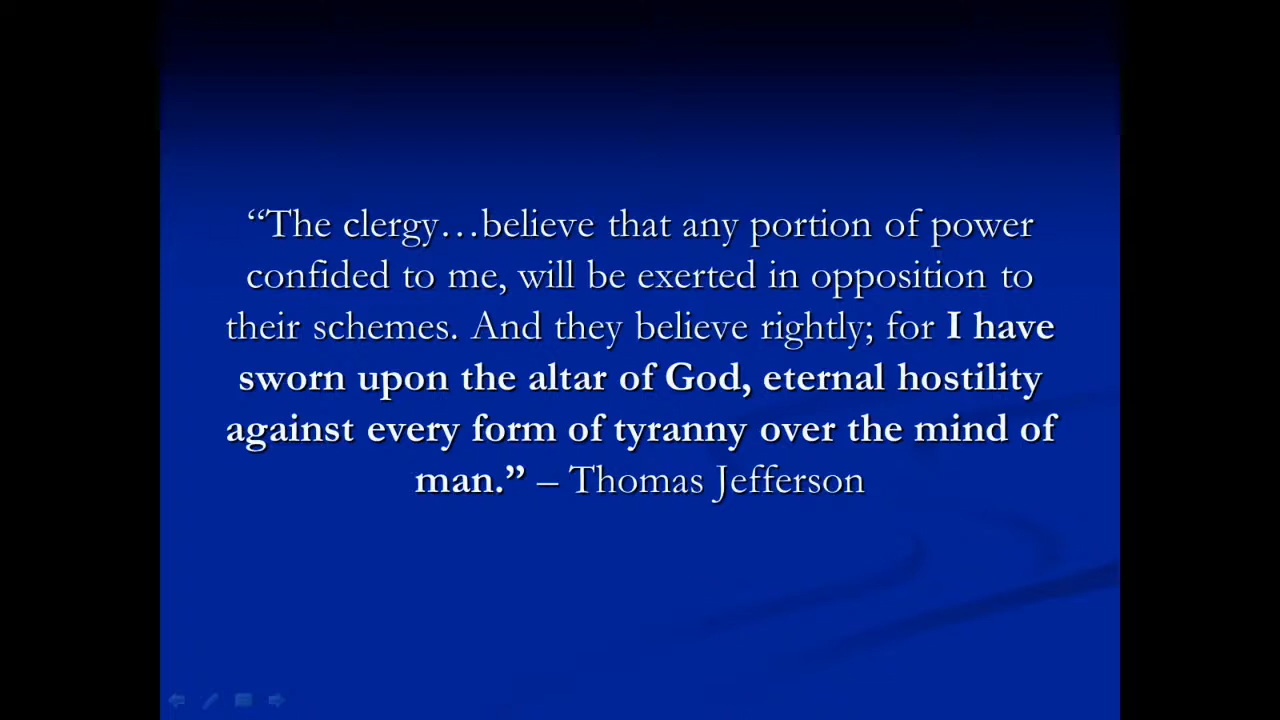 “The clergy…believe that any portion of power
confided to me, will be exerted in opposition to
their schemes. And they believe rightly; for I have
sworn upon the altar of God, eternal hostility
against every form of tyranny over the mind of
man.” – Thomas Jefferson